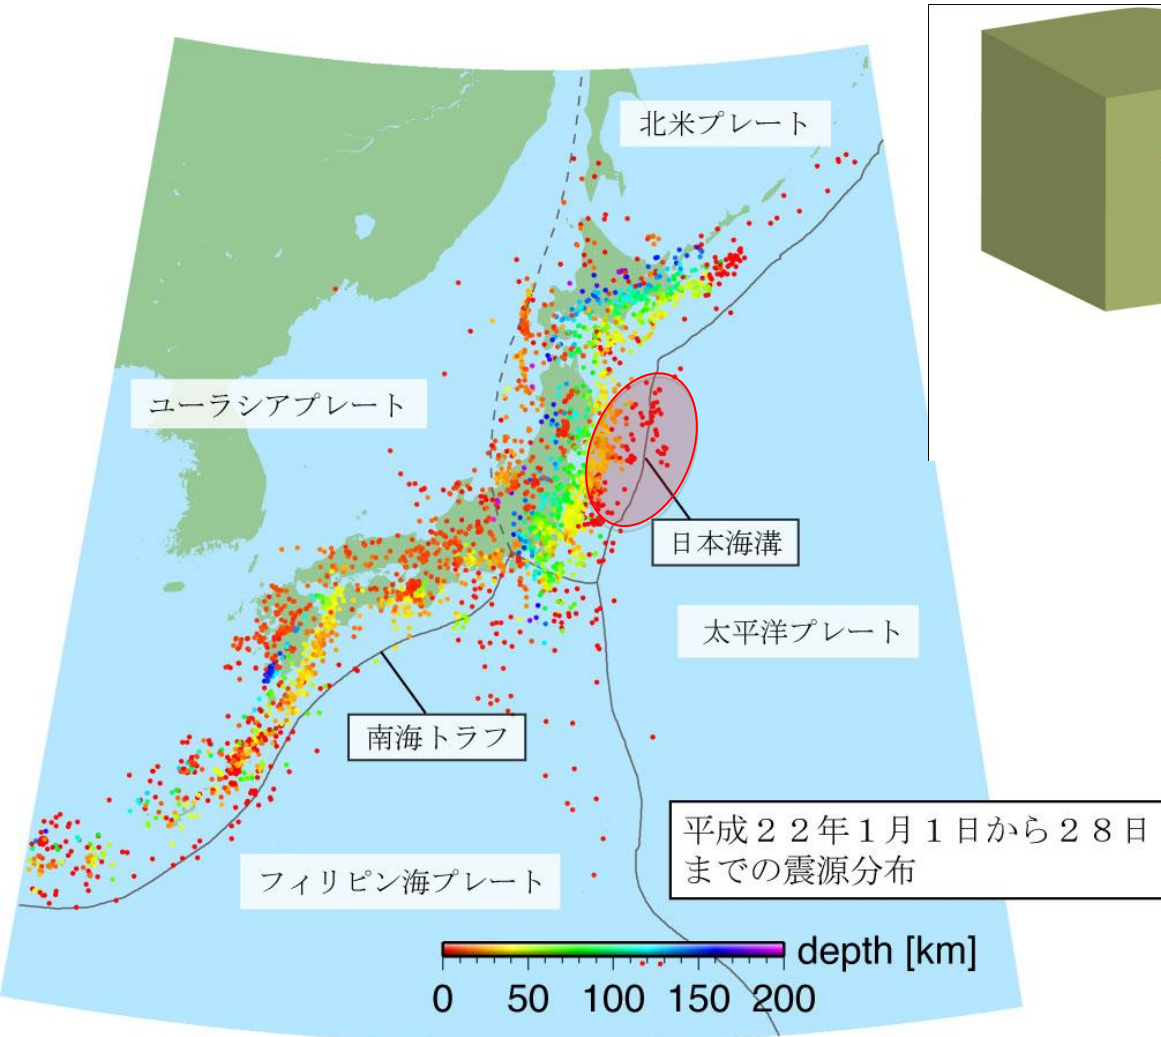 北米プレート
ユーラシアプレート
日本海溝
太平洋プレート
南海トラフ
平成２２年１月１日から２８日
までの震源分布
フィリピン海プレート
depth [km]
0 50 100 150 200